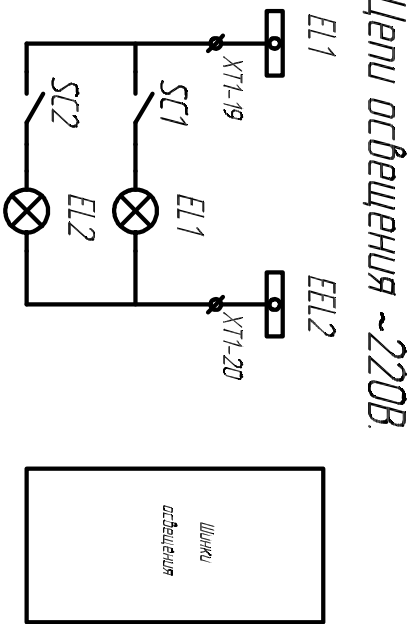 Цепи освещения ~220В.
EL1
EEL2
XT1-19
XT1-20
SC1
EL1
SC2
EL2
Шинки
освещения